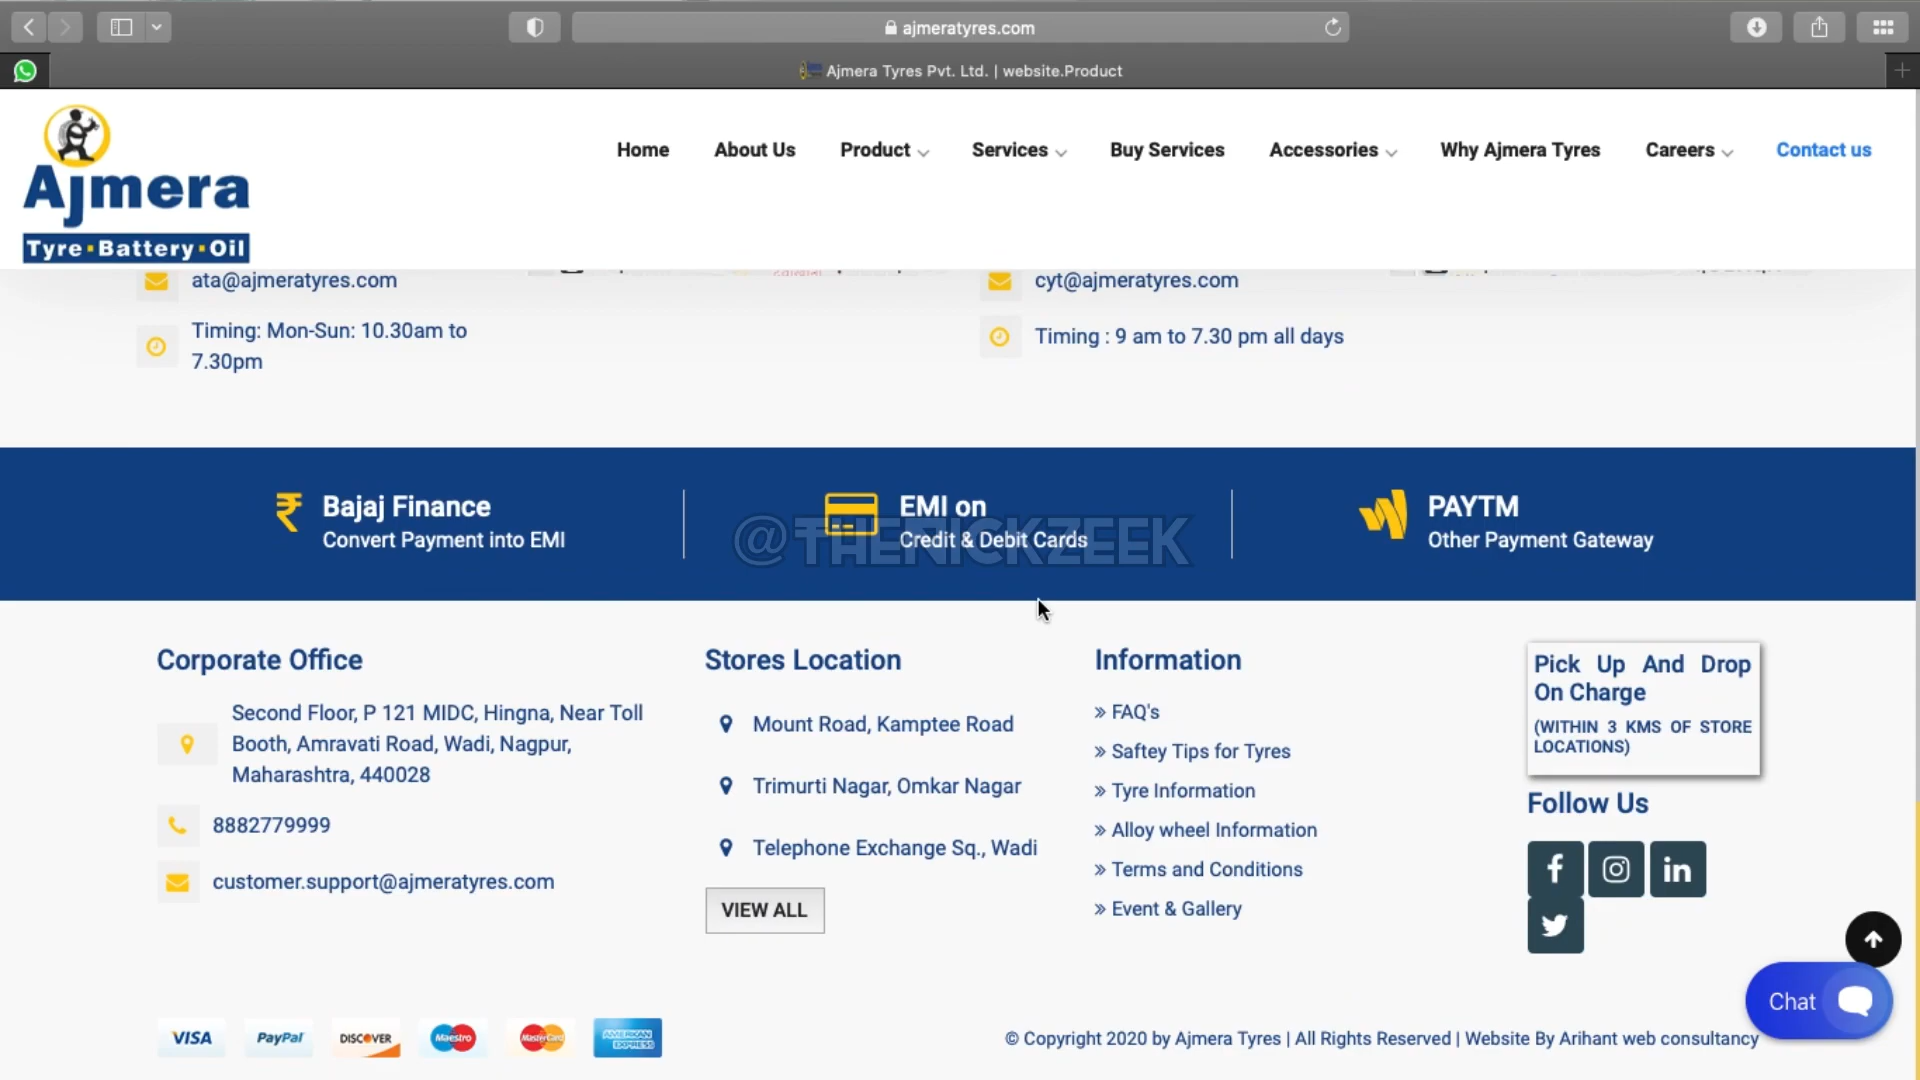 ajmeratyres.com
Ajmera Tyres Pvt. Ltd. | website.Product
Ajmera
Tyre·Battery·Oil
Home
About Us
Product
Services
Buy Services
Accessories
Why Ajmera Tyres
Careers
Contact us
ata@ajmeratyres.com
Timing: Mon-Sun: 10.30am to
7.30pm
cyt@ajmeratyres.com
Timing : 9 am to 7.30 pm all days
Bajaj Finance
Convert Payment into EMI
EMI on
Credit & Debit Cards
@THENICKZEEK
PAYTM
Other Payment Gateway
Corporate Office
Second Floor, P 121 MIDC, Hingna, Near Toll
Booth, Amravati Road, Wadi, Nagpur,
Maharashtra, 440028
8882779999
customer.support@ajmeratyres.com
Stores Location
Mount Road, Kamptee Road
Trimurti Nagar, Omkar Nagar
Telephone Exchange Sq., Wadi
VIEW ALL
Information
» FAQ's
» Saftey Tips for Tyres
» Tyre Information
» Alloy wheel Information
» Terms and Conditions
» Event & Gallery
Pick Up And Drop
On Charge
(WITHIN 3 KMS OF STORE
LOCATIONS)
Follow Us
Chat
VISA
PayPal
DISCOVER
Maestro
MasterCard
AMERICAN
EXPRESS
© Copyright 2020 by Ajmera Tyres | All Rights Reserved | Website By Arihant web consultancy